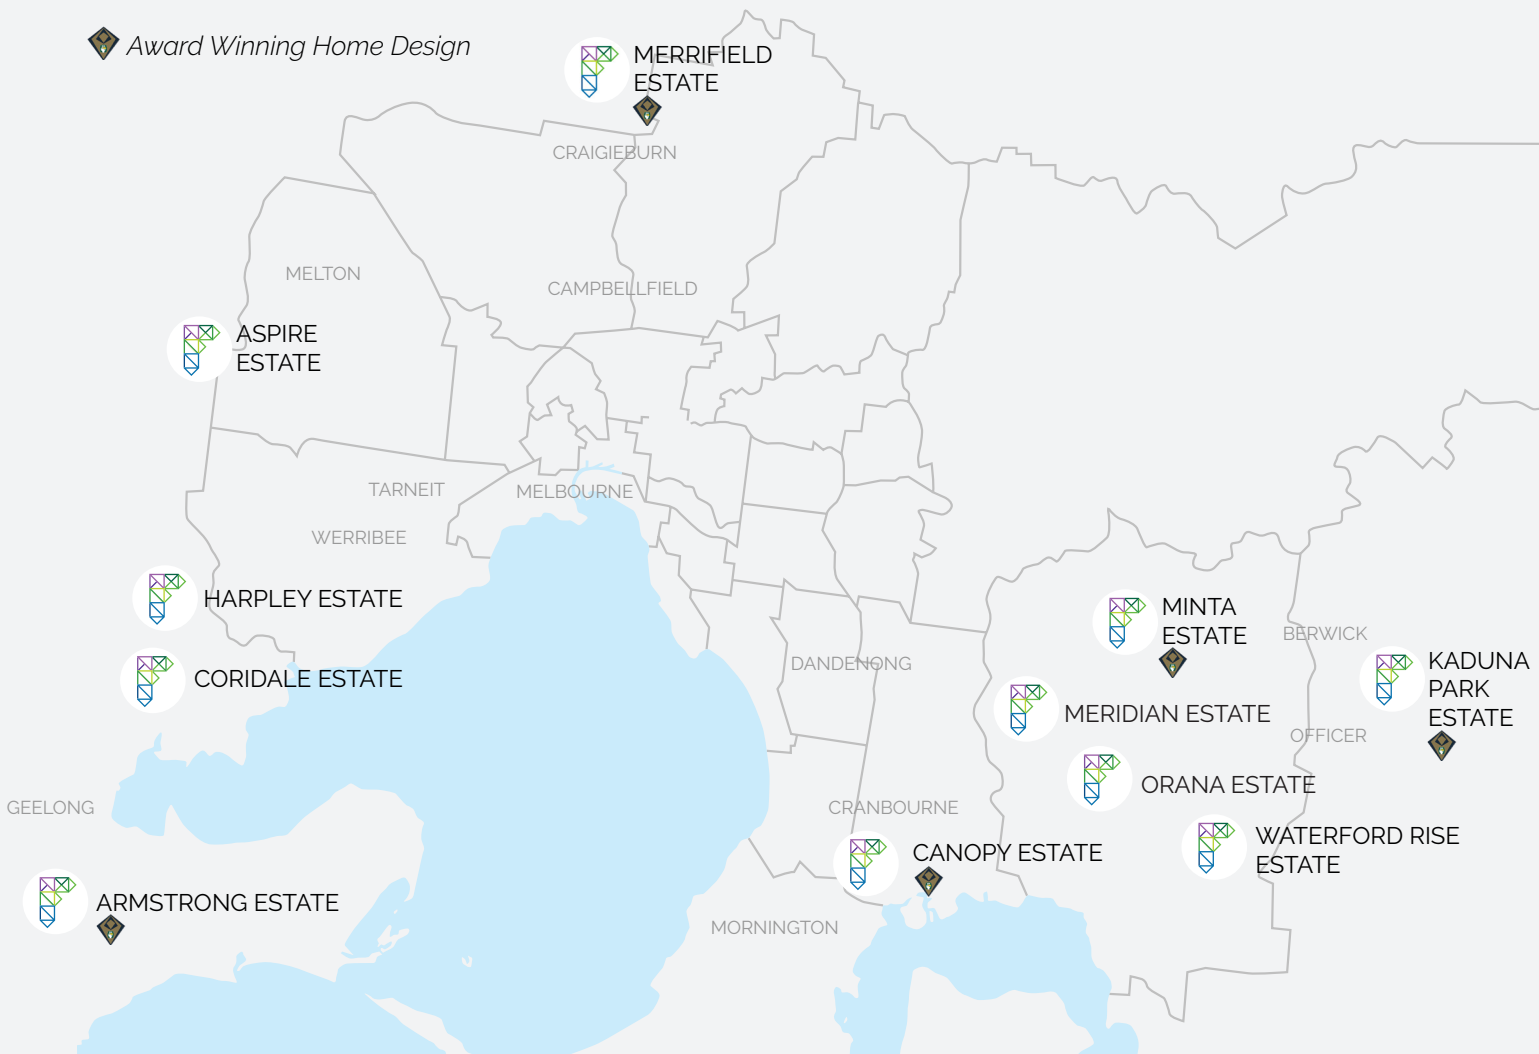 Award Winning Home Design
MERRIFIELD
ESTATE
CRAIGIEBURN
MELTON
CAMPBELLFIELD
ASPIRE
ESTATE
TARNEIT
MELBOURNE
WERRIBEE
HARPLEY ESTATE
MINTA
ESTATE
BERWICK
CORIDALE ESTATE
DANDENONG
KADUNA
PARK
ESTATE
MERIDIAN ESTATE
OFFICER
ORANA ESTATE
GEELONG
CRANBOURNE
WATERFORD RISE
ESTATE
CANOPY ESTATE
ARMSTRONG ESTATE
MORNINGTON